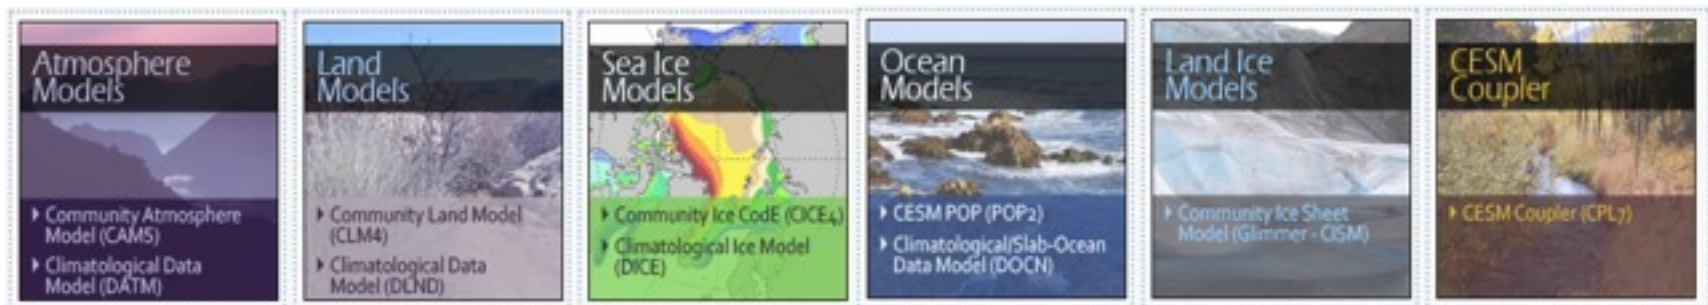 Atmosphere
Models
Community Atmosphere
Model (CAM5)
Climatological Data
Model (DATM)
Land
Models
Community Land Model
(CLM4)
Climatological Data
Model (DLND)
Sea Ice
Models
Community Ice CodE (CICE4)
Climatological Ice Model
(DICE)
Ocean
Models
CESM POP (POP2)
Climatological/Slab-Ocean
Data Model (DOCN)
Land Ice
Models
Community Ice Sheet
Model (Glimmer - CISM)
CESM
Coupler
CESM Coupler (CPL7)